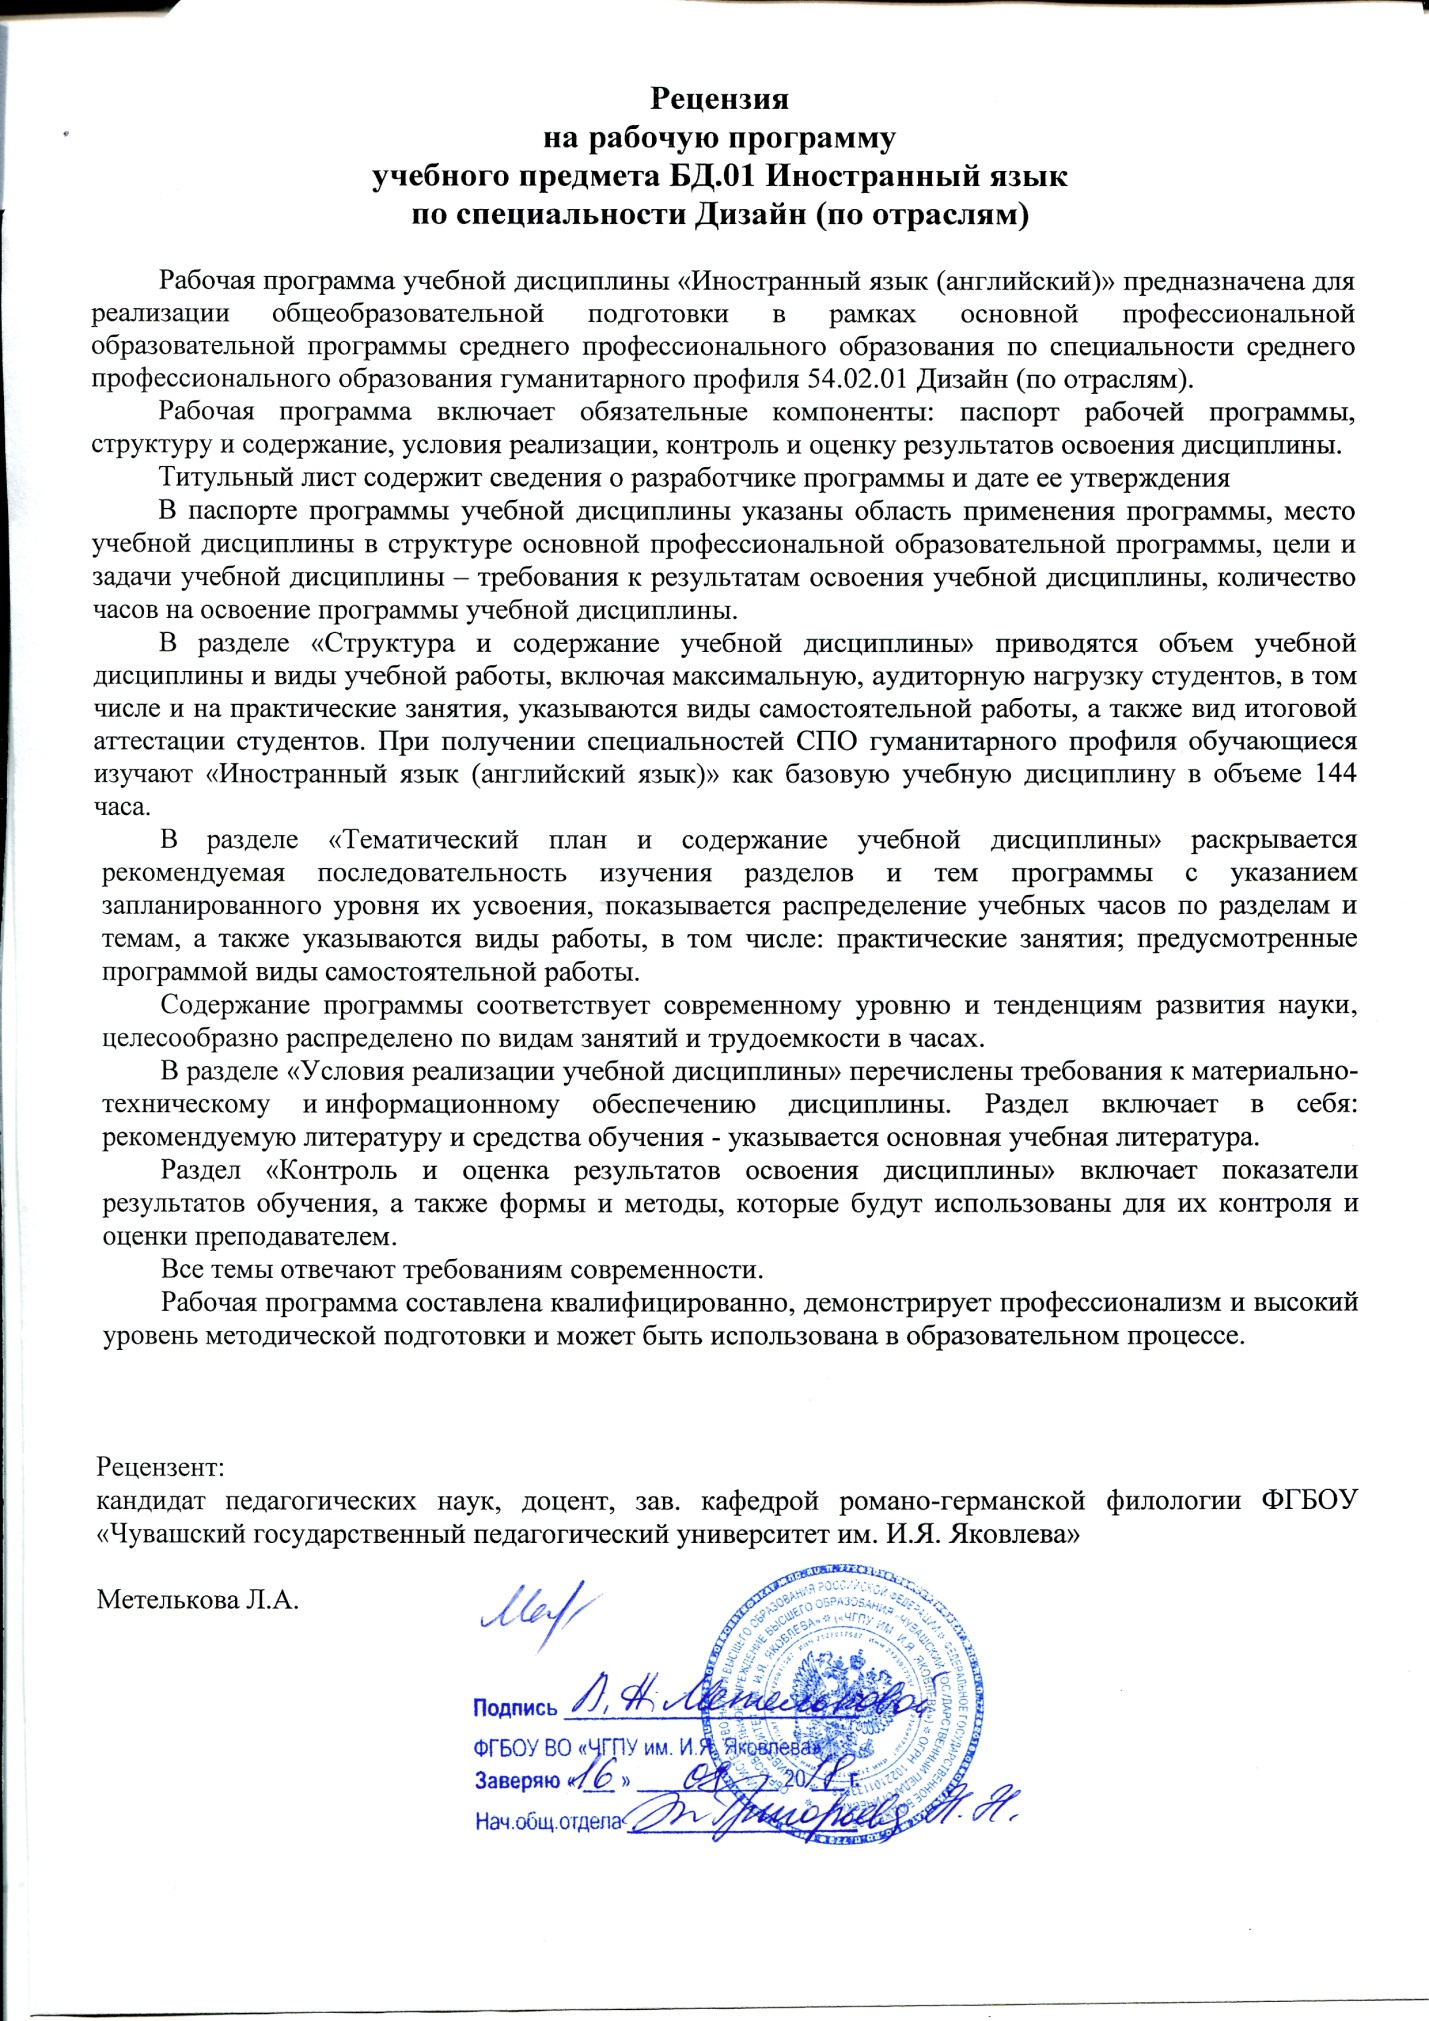 Рецензия
на рабочую программу
учебного предмета БД.01 Иностранный язык
по специальности Дизайн (по отраслям)
Рабочая программа учебной дисциплины «Иностранный язык (английский)» предназначена для
реализации общеобразовательной подготовки в рамках основной профессиональной
образовательной программы среднего профессионального образования по специальности среднего
профессионального образования гуманитарного профиля 54.02.01 Дизайн (по отраслям).
Рабочая программа включает обязательные компоненты: паспорт рабочей программы,
структуру и содержание, условия реализации, контроль и оценку результатов освоения дисциплины.
Титульный лист содержит сведения о разработчике программы и дате ее утверждения
В паспорте программы учебной дисциплины указаны область применения программы, место
учебной дисциплины в структуре основной профессиональной образовательной программы, цели и
задачи учебной дисциплины – требования к результатам освоения учебной дисциплины, количество
часов на освоение программы учебной дисциплины.
В разделе «Структура и содержание учебной дисциплины» приводятся объем учебной
дисциплины и виды учебной работы, включая максимальную, аудиторную нагрузку студентов, в том
числе и на практические занятия, указываются виды самостоятельной работы, а также вид итоговой
аттестации студентов. При получении специальностей СПО гуманитарного профиля обучающиеся
изучают «Иностранный язык (английский язык)» как базовую учебную дисциплину в объеме 144
часа.
В разделе «Тематический план и содержание учебной дисциплины» раскрывается
рекомендуемая последовательность изучения разделов и тем программы с указанием
запланированного уровня их усвоения, показывается распределение учебных часов по разделам и
темам, а также указываются виды работы, в том числе: практические занятия; предусмотренные
программой виды самостоятельной работы.
Содержание программы соответствует современному уровню и тенденциям развития науки,
целесообразно распределено по видам занятий и трудоемкости в часах.
В разделе «Условия реализации учебной дисциплины» перечислены требования к материально-
техническому и информационному обеспечению дисциплины. Раздел включает в себя:
рекомендуемую литературу и средства обучения - указывается основная учебная литература.
Раздел «Контроль и оценка результатов освоения дисциплины» включает показатели
результатов обучения, а также формы и методы, которые будут использованы для их контроля и
оценки преподавателем.
Все темы отвечают требованиям современности.
Рабочая программа составлена квалифицированно, демонстрирует профессионализм и высокий
уровень методической подготовки и может быть использована в образовательном процессе.
Рецензент:
кандидат педагогических наук, доцент, зав. кафедрой романо-германской филологии ФГБОУ
«Чувашский государственный педагогический университет им. И.Я. Яковлева»
Метелькова Л.А.
Подпись Метельковой
ФГБОУ ВО «ЧГПУ им. И.Я. Яковлева»
Заверяю «16» 2018 г.
Нач.общ.отдела Н.Н.